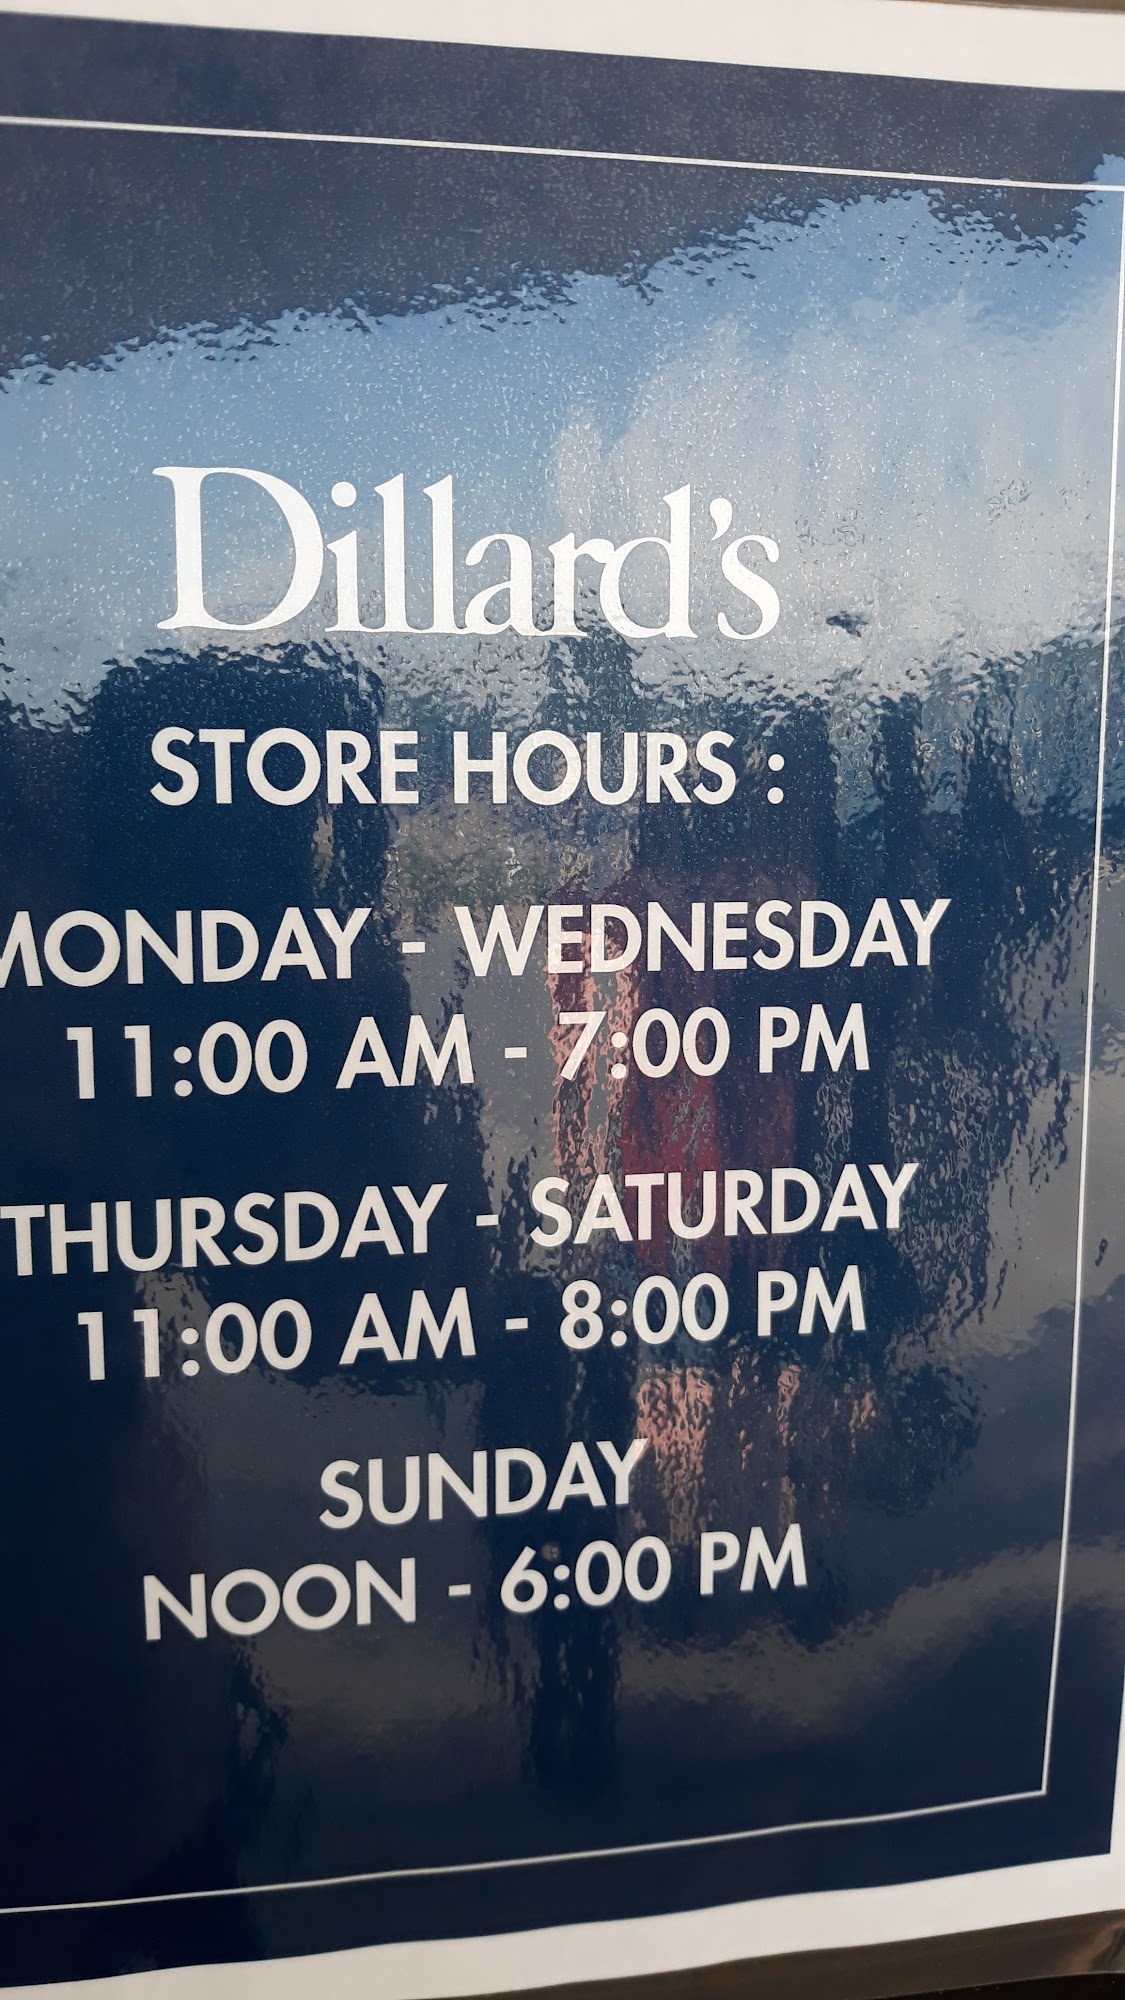 Dillard's
STORE HOURS :
MONDAY - WEDNESDAY
11:00 AM - 7:00 PM
THURSDAY - SATURDAY
11:00 AM - 8:00 PM
SUNDAY
NOON - 6:00 PM